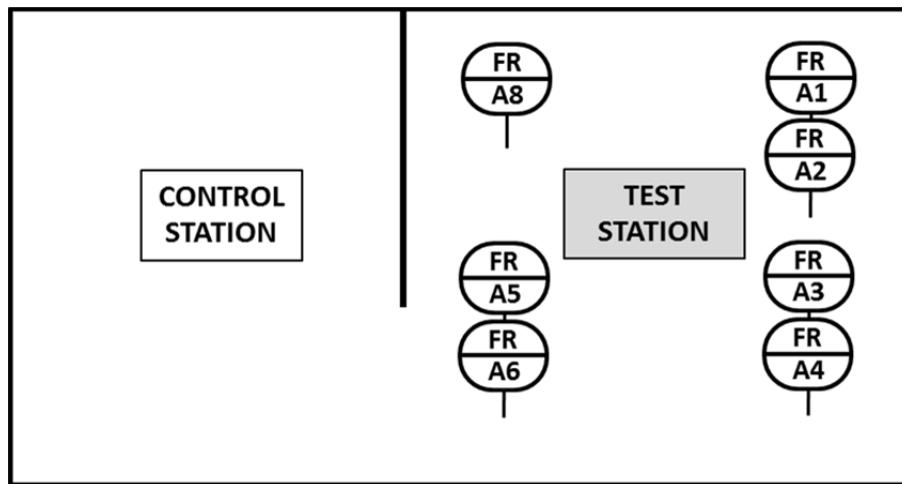 FR
A8
FR
A1
FR
A2
CONTROL
STATION
TEST
STATION
FR
A5
FR
A6
FR
A3
FR
A4